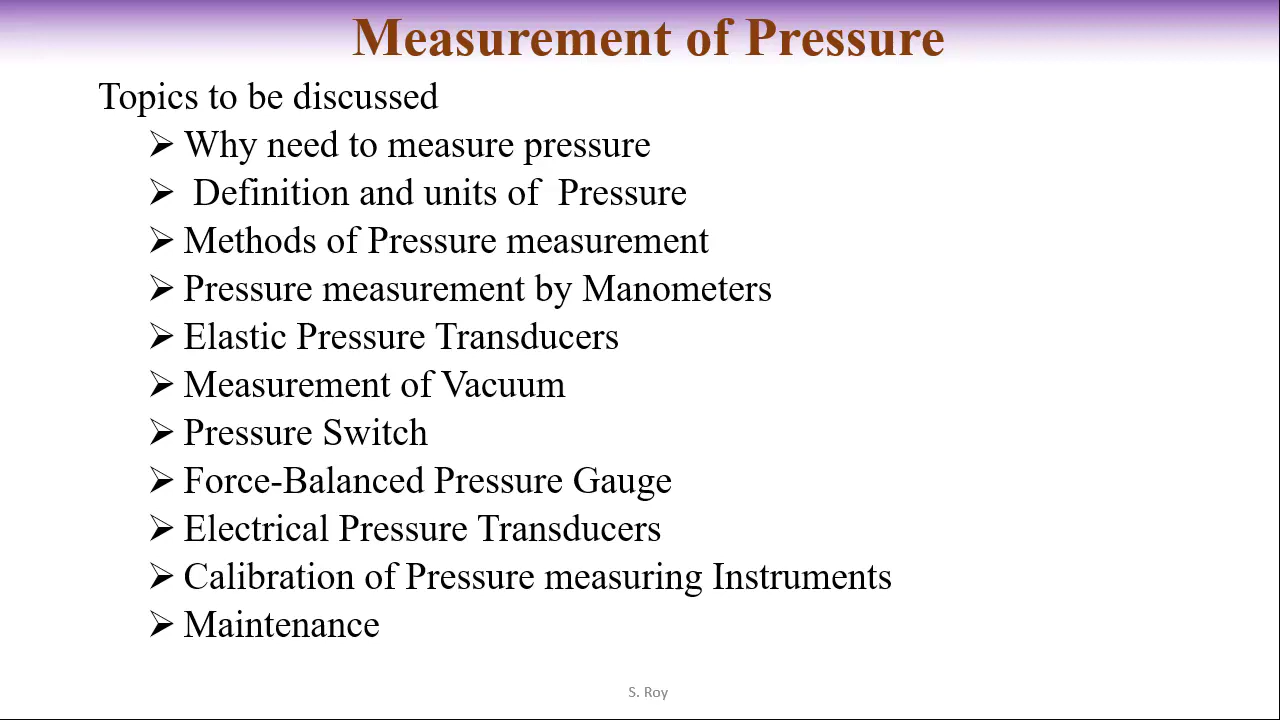 Measurement of Pressure
Topics to be discussed
➢ Why need to measure pressure
➢ Definition and units of  Pressure
➢ Methods of Pressure measurement
➢ Pressure measurement by Manometers
➢ Elastic Pressure Transducers
➢ Measurement of Vacuum
➢ Pressure Switch
➢ Force-Balanced Pressure Gauge
➢ Electrical Pressure Transducers
➢ Calibration of Pressure measuring Instruments
➢ Maintenance
S. Roy